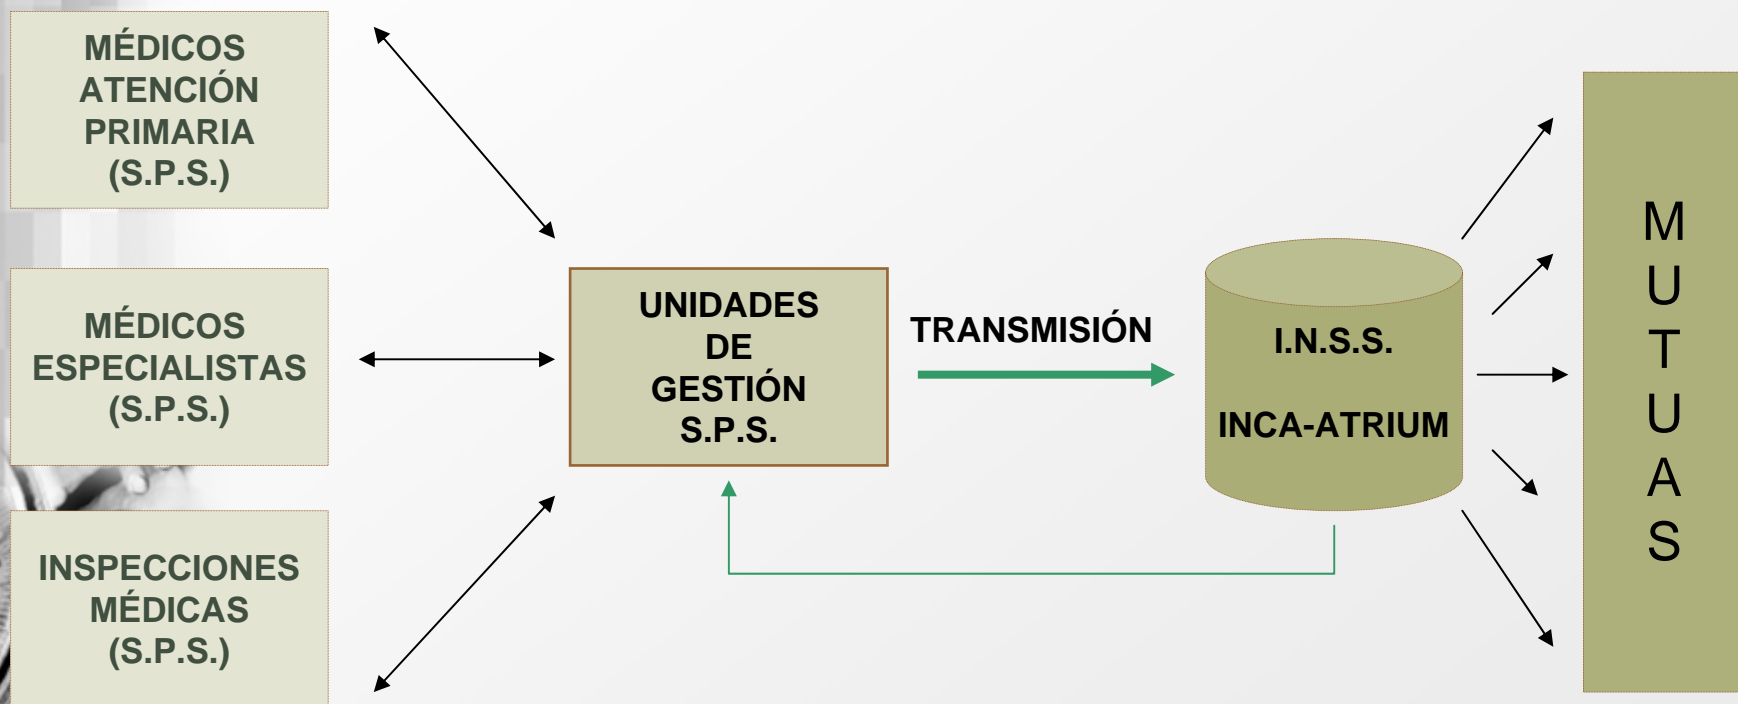 MÉDICOS
ATENCIÓN
PRIMARIA
(S.P.S.)
MÉDICOS
ESPECIALISTAS
(S.P.S.)
INSPECCIONES
MÉDICAS
(S.P.S.)
UNIDADES
DE
GESTIÓN
S.P.S.
TRANSMISIÓN
I.N.S.S.
INCA-ATRIUM
M
U
T
U
A
S